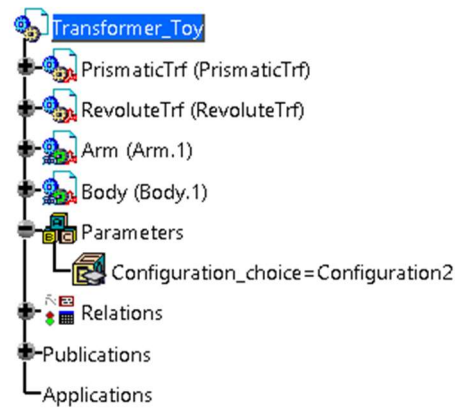 Transformer_Toy
PrismaticTrf (PrismaticTrf)
RevoluteTrf (RevoluteTrf)
Arm (Arm.1)
Body (Body.1)
Parameters
Configuration_choice=Configuration2
Relations
Publications
Applications